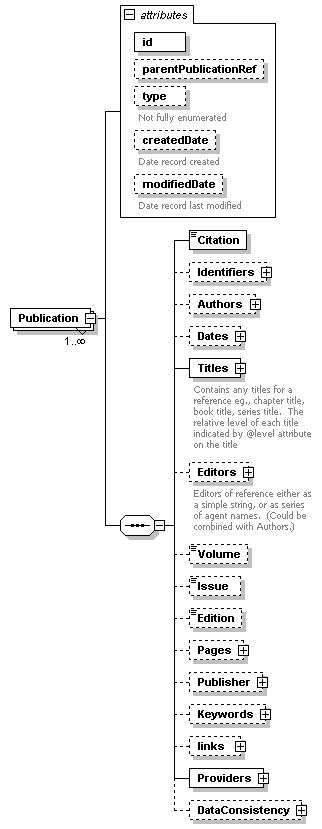 attributes
id
parentPublicationRef
type
Not fully enumerated
createdDate
Date record created
modifiedDate
Date record last modified
Publication
1..∞
Citation
Identifiers
Authors
Dates
Titles
Contains any titles for a
reference eg., chapter title,
book title, series title. The
relative level of each title
indicated by @level attribute
on the title
Editors
Editors of reference either as
a simple string, or as series
of agent names. (Could be
combined with Authors.)
Volume
Issue
Edition
Pages
Publisher
Keywords
links
Providers
DataConsistency